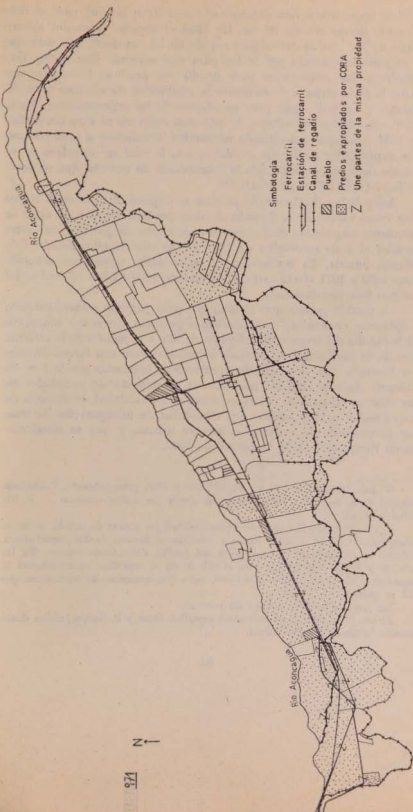 Río Aconcagua
Simbología
Ferrocarril
Estación de ferrocarril
Canal de regadío
Pueblo
Predios expropiados por CORA
Z Une partes de la misma propiedad
Río Aconcagua
N